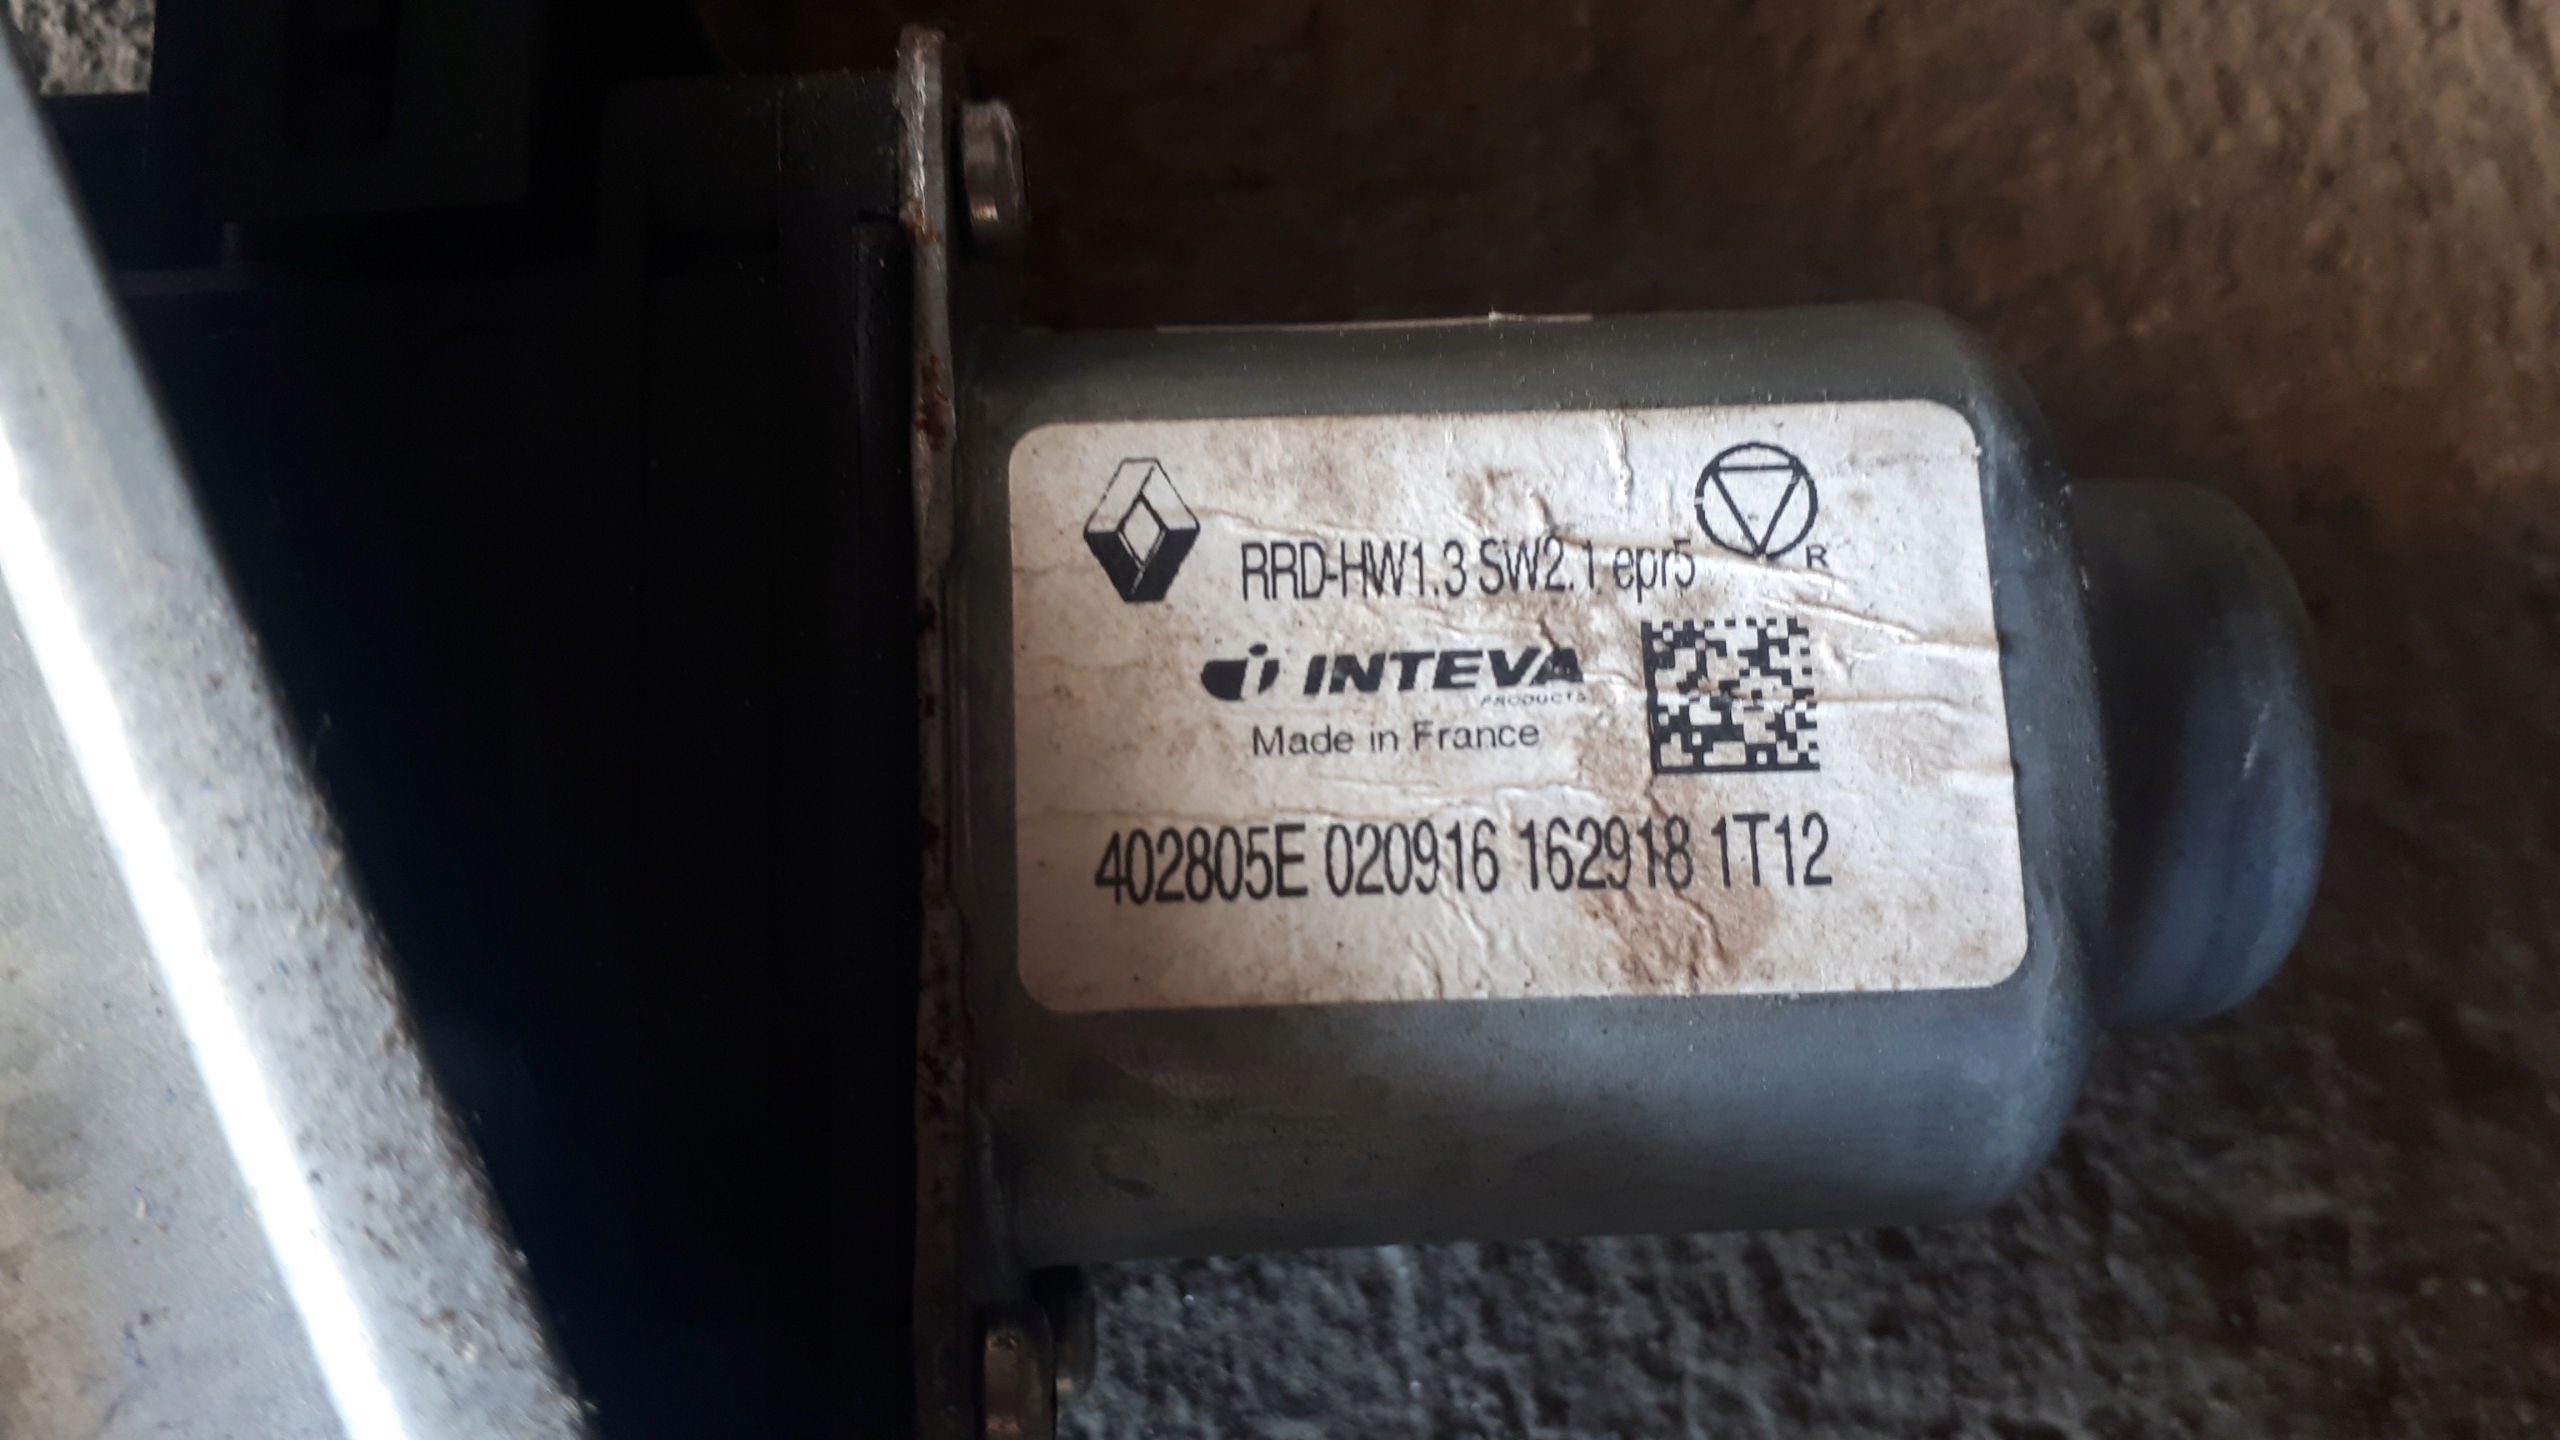 RRD-HW1.3 SW2.1 epr5
R
INTEVA
PRODUCTS
Made in France
402805E 020916 162918 1T12